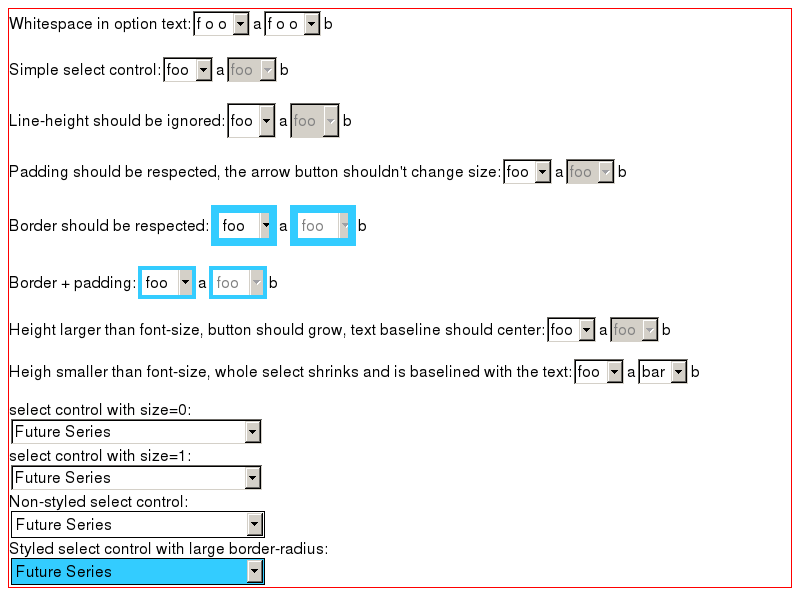 Whitespace in option text: f o o a f o o b
Simple select control: foo a foo b
Line-height should be ignored: foo a foo b
Padding should be respected, the arrow button shouldn't change size: foo a foo b
Border should be respected: foo a foo b
Border + padding: foo a foo b
Height larger than font-size, button should grow, text baseline should center: foo a foo b
Heigh smaller than font-size, whole select shrinks and is baselined with the text: foo a bar b
select control with size=0:
Future Series
select control with size=1:
Future Series
Non-styled select control:
Future Series
Styled select control with large border-radius:
Future Series